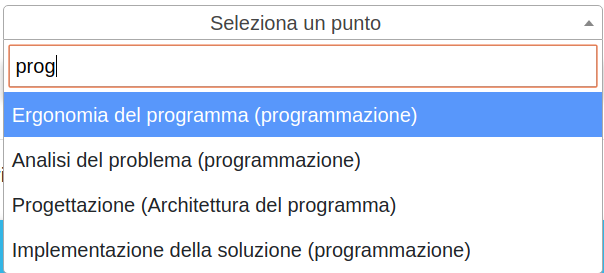 Seleziona un punto
prog
Ergonomia del programma (programmazione)
Analisi del problema (programmazione)
Progettazione (Architettura del programma)
Implementazione della soluzione (programmazione)